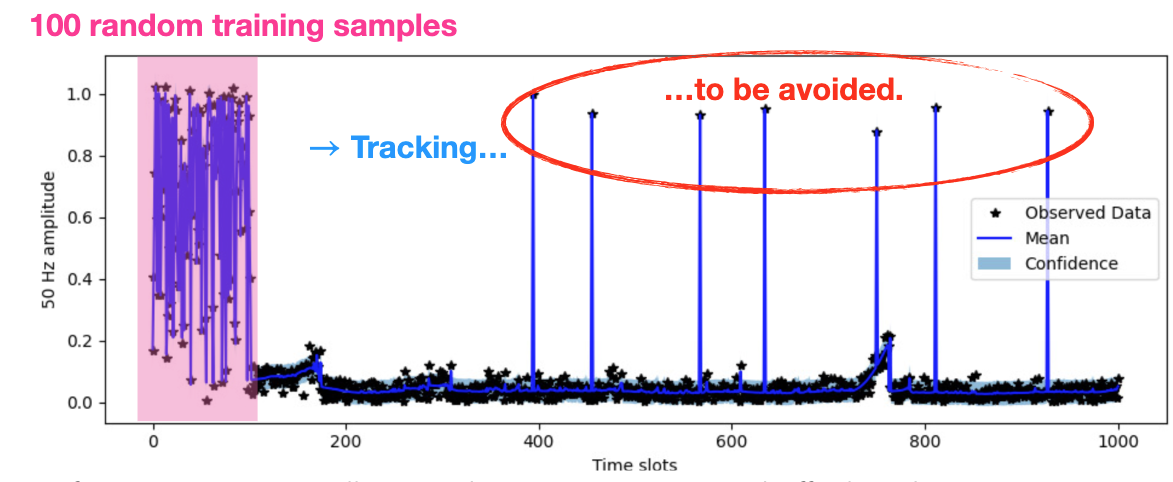 100 random training samples
...to be avoided.
→ Tracking...
1.0
0.8
0.6
0.4
0.2
0.0
50 Hz amplitude
Observed Data
Mean
Confidence
0
200
400
600
800
1000
Time slots